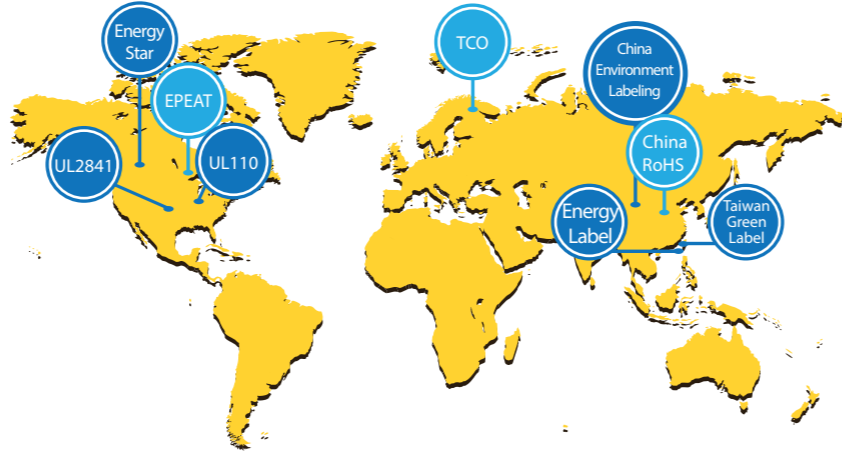 Energy
Star
EPEAT
UL2841
UL110
TCO
China
Environment
Labeling
China
RoHS
Energy
Label
Taiwan
Green
Label